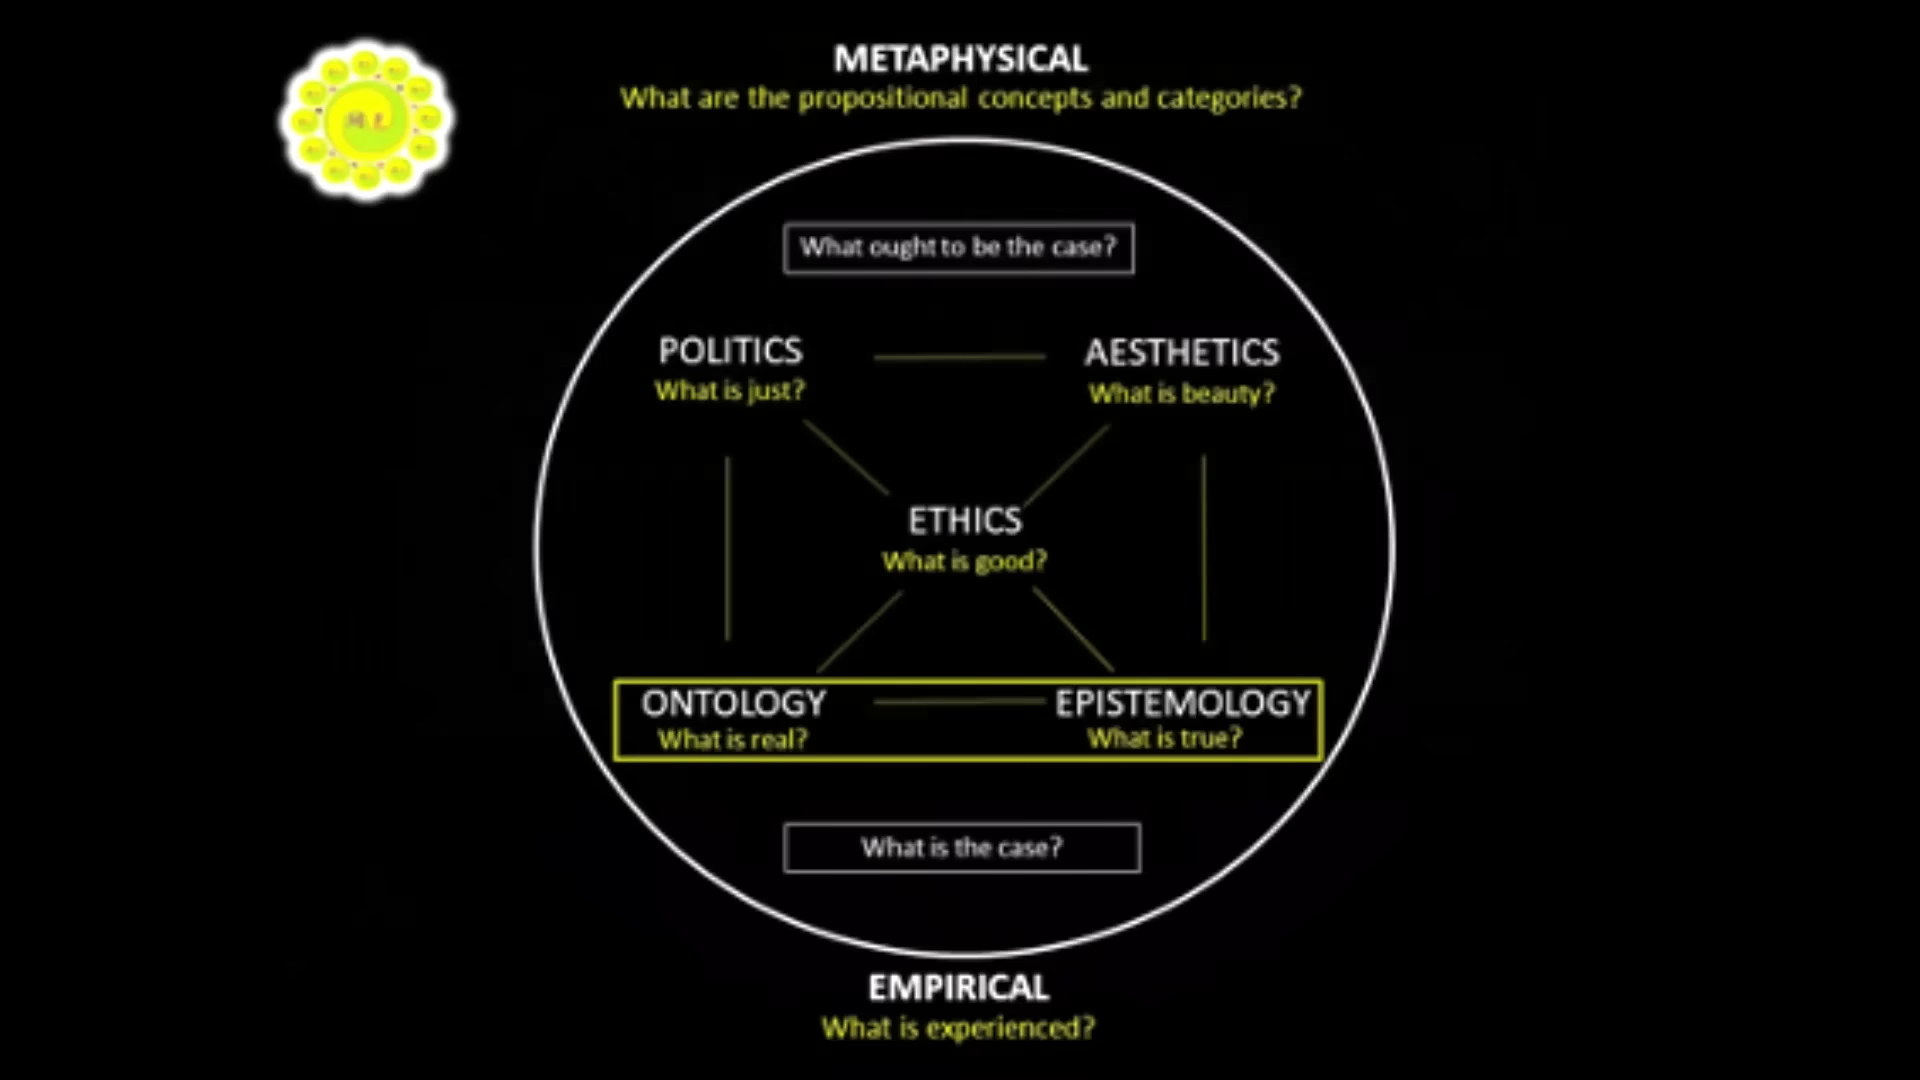 METAPHYSICAL
What are the propositional concepts and categories?
What ought to be the case?
POLITICS
AESTHETICS
What is just?
What is beauty?
ETHICS
What is good?
ONTOLOGY
EPISTEMOLOGY
What is real?
What is true?
What is the case?
EMPIRICAL
What is experienced?